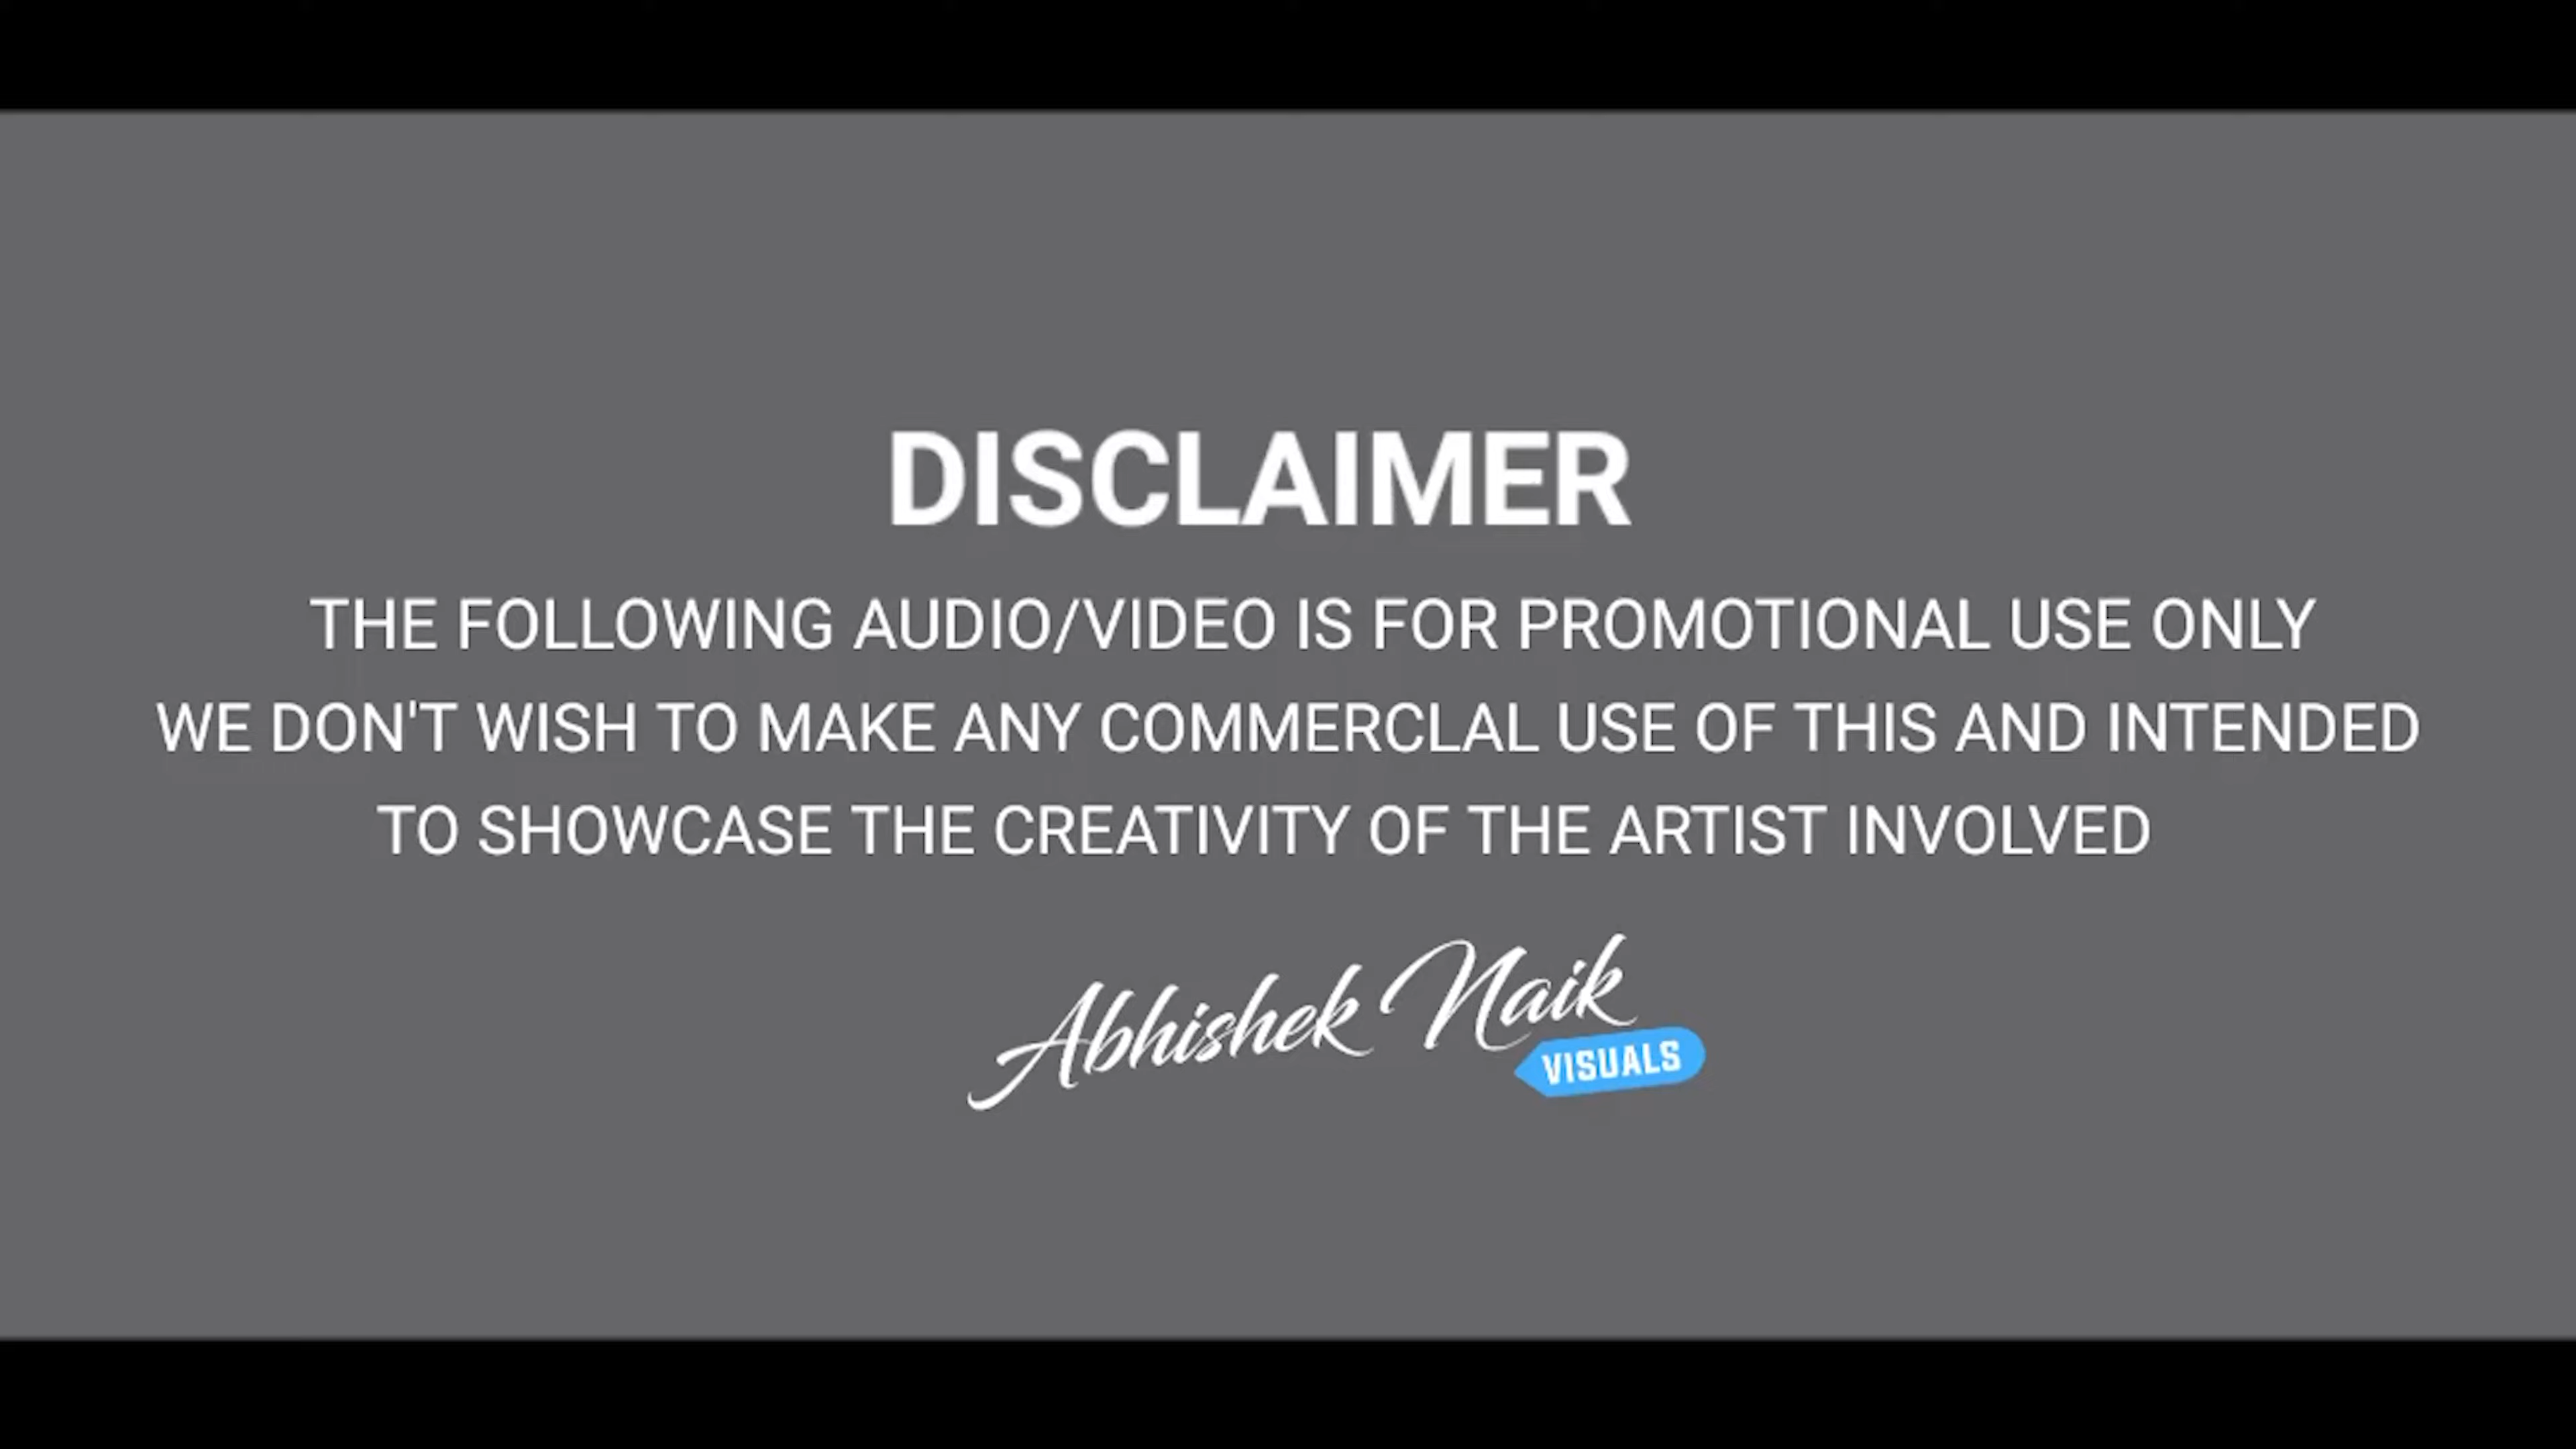 DISCLAIMER
THE FOLLOWING AUDIO/VIDEO IS FOR PROMOTIONAL USE ONLY
WE DON'T WISH TO MAKE ANY COMMERCLAL USE OF THIS AND INTENDED
TO SHOWCASE THE CREATIVITY OF THE ARTIST INVOLVED
Abhishek Naik
VISUALS